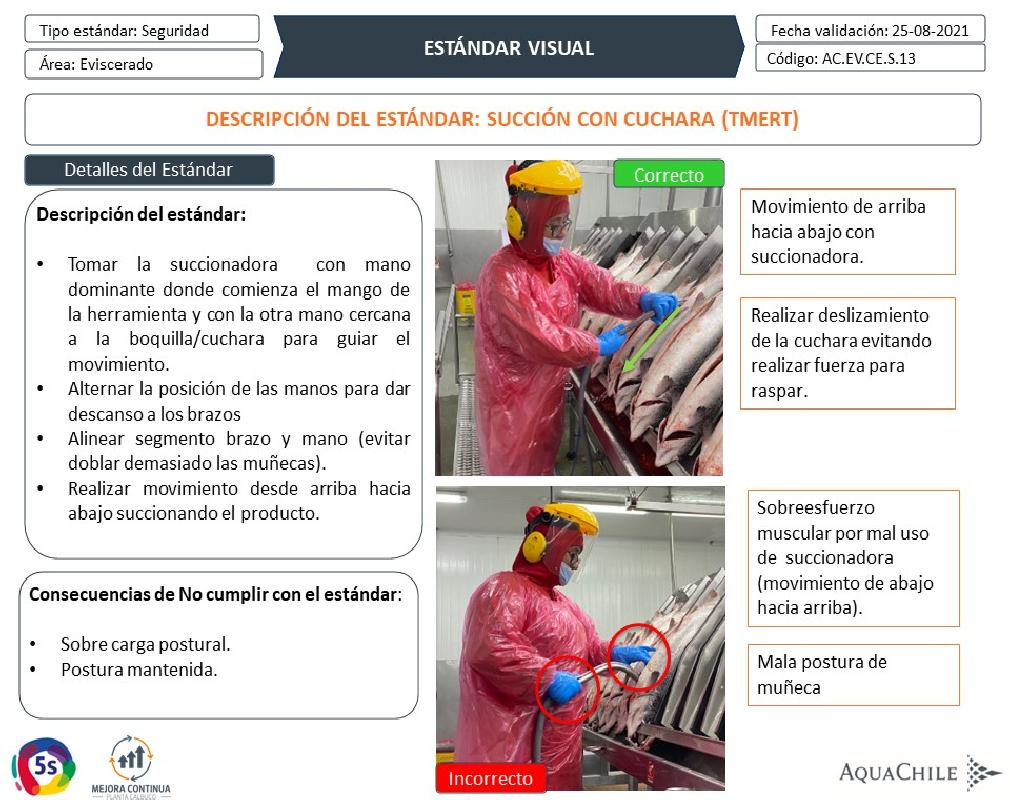 Tipo estándar: Seguridad
Área: Eviscerado
ESTÁNDAR VISUAL
Fecha validación: 25-08-2021
Código: AC.EV.CE.S.13
DESCRIPCIÓN DEL ESTÁNDAR: SUCCIÓN CON CUCHARA (TMERT)
Detalles del Estándar
Descripción del estándar:
• Tomar la succionadora con mano
dominante donde comienza el mango de
la herramienta y con la otra mano cercana
a la boquilla/cuchara para guiar el
movimiento.
• Alternar la posición de las manos para dar
descanso a los brazos
• Alinear segmento brazo y mano (evitar
doblar demasiado las muñecas).
• Realizar movimiento desde arriba hacia
abajo succionando el producto.
Consecuencias de No cumplir con el estándar:
• Sobre carga postural.
• Postura mantenida.
Correcto
Movimiento de arriba
hacia abajo con
succionadora.
Realizar deslizamiento
de la cuchara evitando
realizar fuerza para
raspar.
Incorrecto
Sobreesfuerzo
muscular por mal uso
de succionadora
(movimiento de abajo
hacia arriba).
Mala postura de
muñeca
5s
MEJORA CONTINUA
PLANTA CALBUCO
AQUACHILE